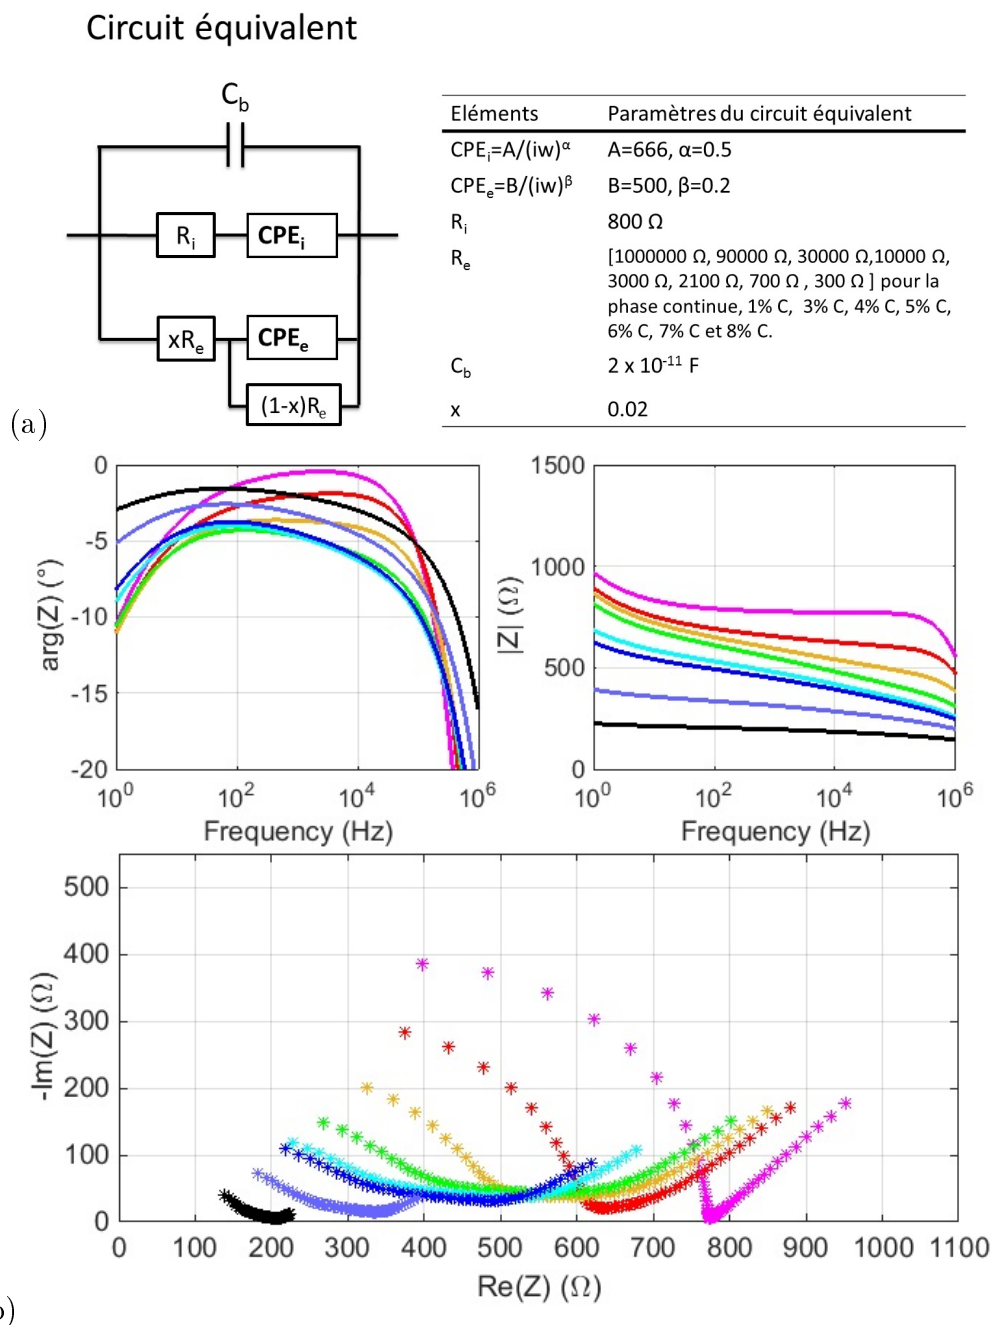 Circuit équivalent
C_b
R_i
CPE_i
xR_e
CPE_e
(1-x)R_e
(a)
Eléments Paramètres du circuit équivalent
CPE_i=A/(iw)^α A=666, α=0.5
CPE_e=B/(iw)^β B=500, β=0.2
R_i 800 Ω
R_e [1000000 Ω, 90000 Ω, 30000 Ω,10000 Ω,
3000 Ω, 2100 Ω, 700 Ω , 300 Ω ] pour la
phase continue, 1% C, 3% C, 4% C, 5% C,
6% C, 7% C et 8% C.
C_b 2 x 10^-11 F
x 0.02
arg(Z) (°)
0
-5
-10
-15
-20
10^0 10^2 10^4 10^6
Frequency (Hz)
|Z| (Ω)
1500
1000
500
0
10^0 10^2 10^4 10^6
Frequency (Hz)
-Im(Z) (Ω)
500
400
300
200
100
0
0 100 200 300 400 500 600 700 800 900 1000 1100
Re(Z) (Ω)
)